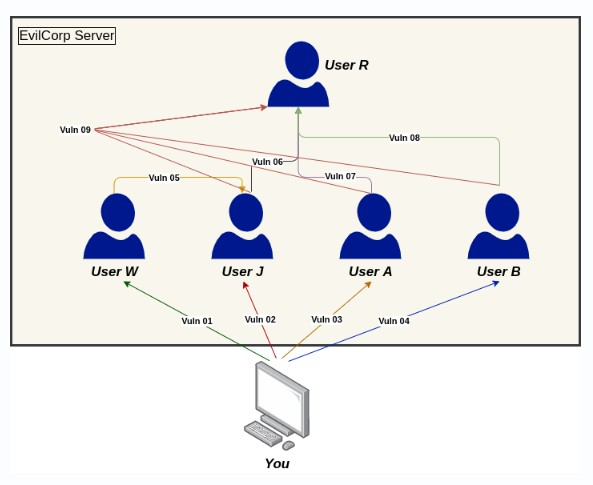 EvilCorp Server
User R
Vuln 09
Vuln 08
Vuln 06
Vuln 05
Vuln 07
User W
User J
User A
User B
Vuln 01
Vuln 02
Vuln 03
Vuln 04
You